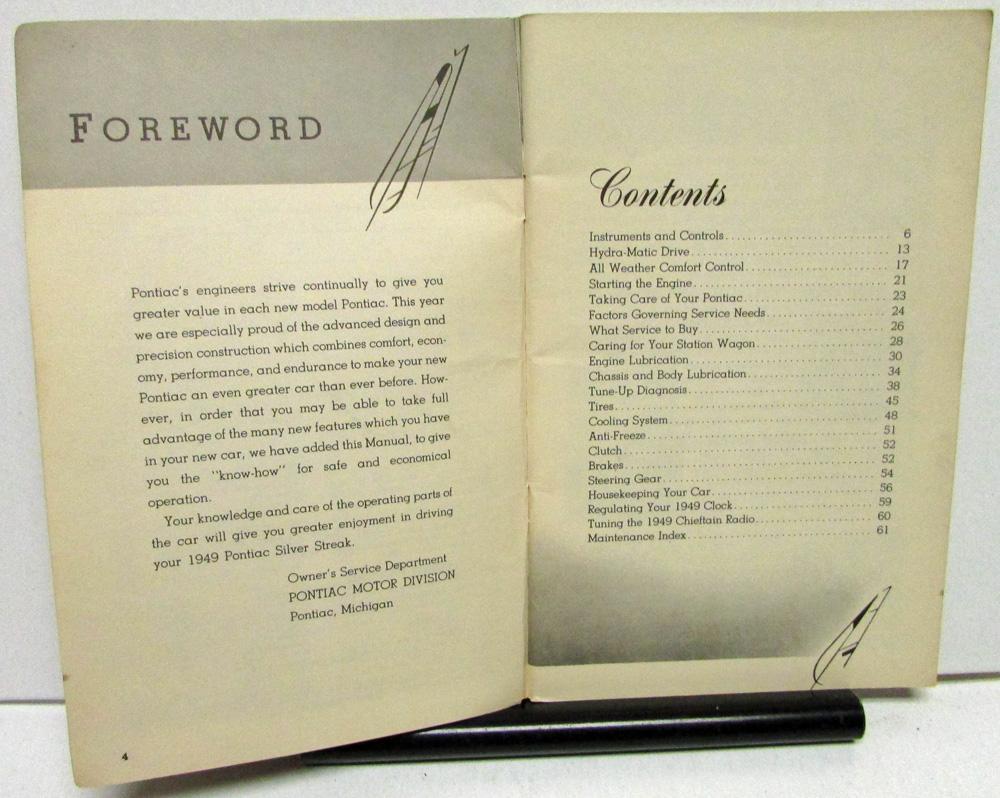 FOREWORD
Pontiac's engineers strive continually to give you
greater value in each new model Pontiac. This year
we are especially proud of the advanced design and
precision construction which combines comfort, econ-
omy, performance, and endurance to make your new
Pontiac an even greater car than ever before. How-
ever, in order that you may be able to take full
advantage of the many new features which you have
in your new car, we have added this Manual, to give
you the "know-how" for safe and economical
operation.
Your knowledge and care of the operating parts of
the car will give you greater enjoyment in driving
your 1949 Pontiac Silver Streak.
Owner's Service Department
PONTIAC MOTOR DIVISION
Pontiac, Michigan
4
Contents
Instruments and Controls 6
Hydra-Matic Drive 13
All Weather Comfort Control 17
Starting the Engine 21
Taking Care of Your Pontiac 23
Factors Governing Service Needs 24
What Service to Buy 26
Caring for Your Station Wagon 28
Engine Lubrication 30
Chassis and Body Lubrication 34
Tune-Up Diagnosis 38
Tires 45
Cooling System 48
Anti-Freeze 51
Clutch 52
Brakes 52
Steering Gear 54
Housekeeping Your Car 56
Regulating Your 1949 Clock 59
Tuning the 1949 Chieftain Radio 60
Maintenance Index 61